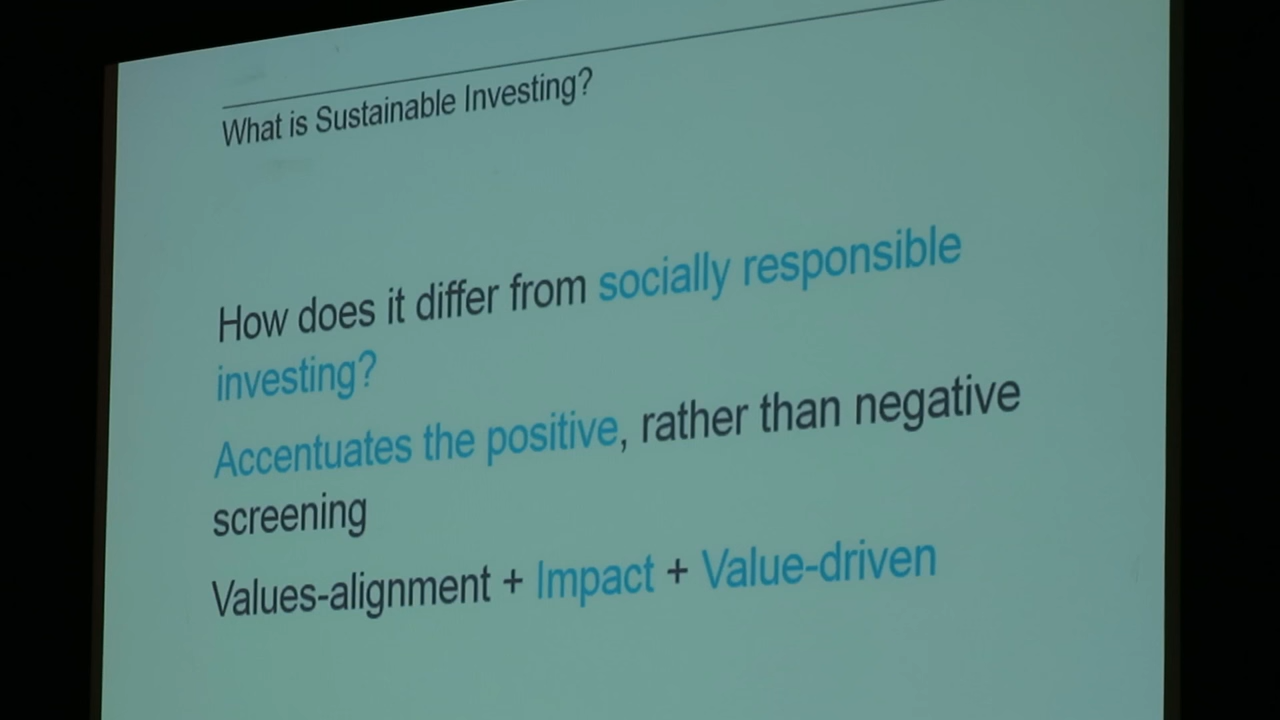 What is Sustainable Investing?
How does it differ from socially responsible
investing?
Accentuates the positive, rather than negative
screening
Values-alignment + Impact + Value-driven